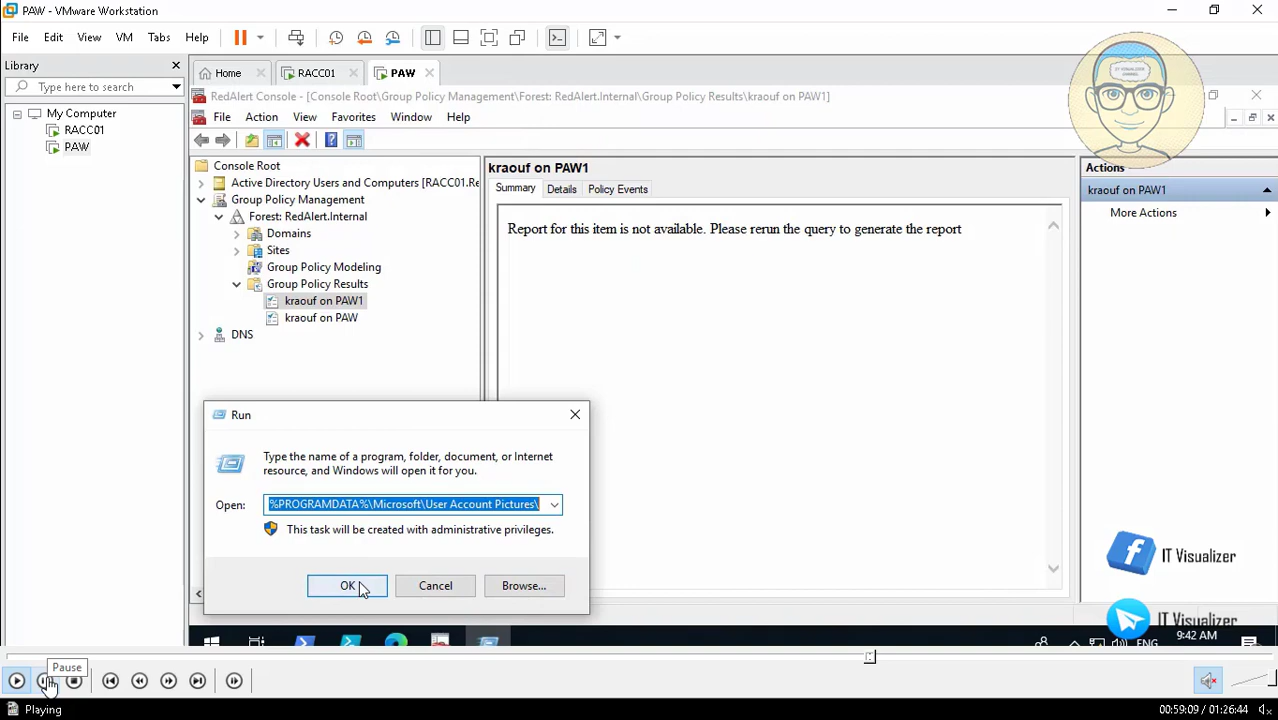 PAW - VMware Workstation
File Edit View VM Tabs Help
Library
Type here to search
My Computer
RACC01
PAW
Home RACC01 PAW
IT VISUALIZER
CHANNEL
RedAlert Console - [Console Root\Group Policy Management\Forest: RedAlert.Internal\Group Policy Results\kraouf on PAW1]
File Action View Favorites Window Help
Console Root
Active Directory Users and Computers [RACC01.Re
Group Policy Management
Forest: RedAlert.Internal
Domains
Sites
Group Policy Modeling
Group Policy Results
kraouf on PAW1
kraouf on PAW
DNS
kraouf on PAW1
Summary Details Policy Events
Report for this item is not available. Please rerun the query to generate the report
Actions
kraouf on PAW1
More Actions
Run
Type the name of a program, folder, document, or Internet
resource, and Windows will open it for you.
Open: %PROGRAMDATA%\Microsoft\User Account Pictures\
This task will be created with administrative privileges.
OK Cancel Browse...
IT Visualizer
IT Visualizer
ENG 9:42 AM
Pause
Playing
00:59:09 / 01:26:44